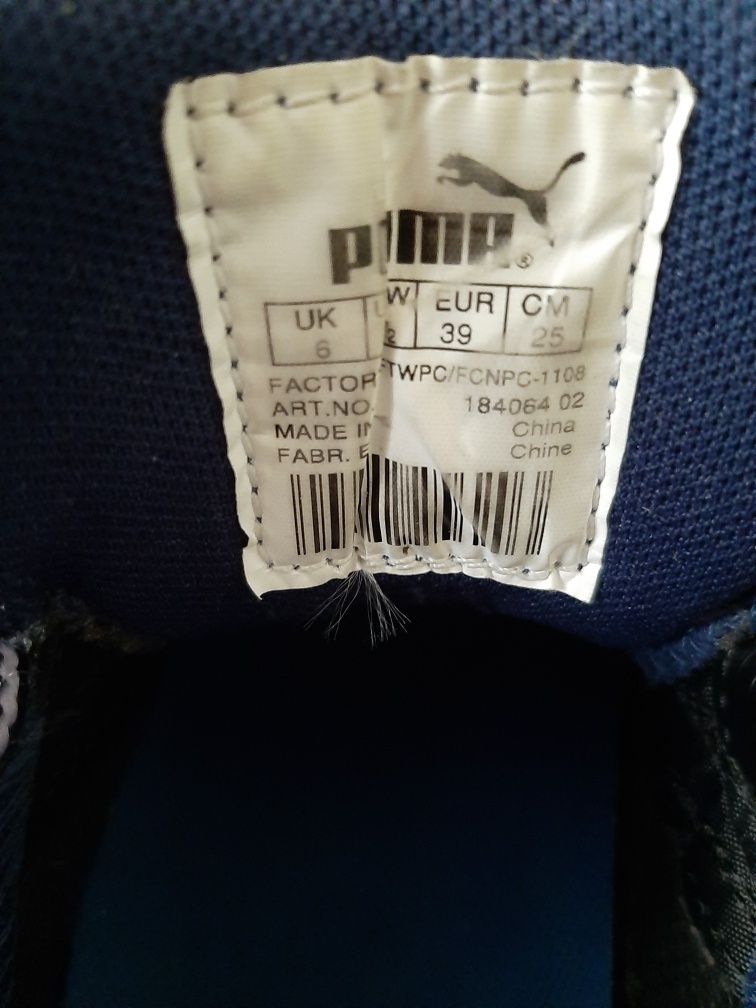 PUMA®
UK W EUR CM
6 39 25
FACTOR FTWPC/FCNPC-1108
ART.NO. 184064 02
MADE IN China
FABR. E Chine